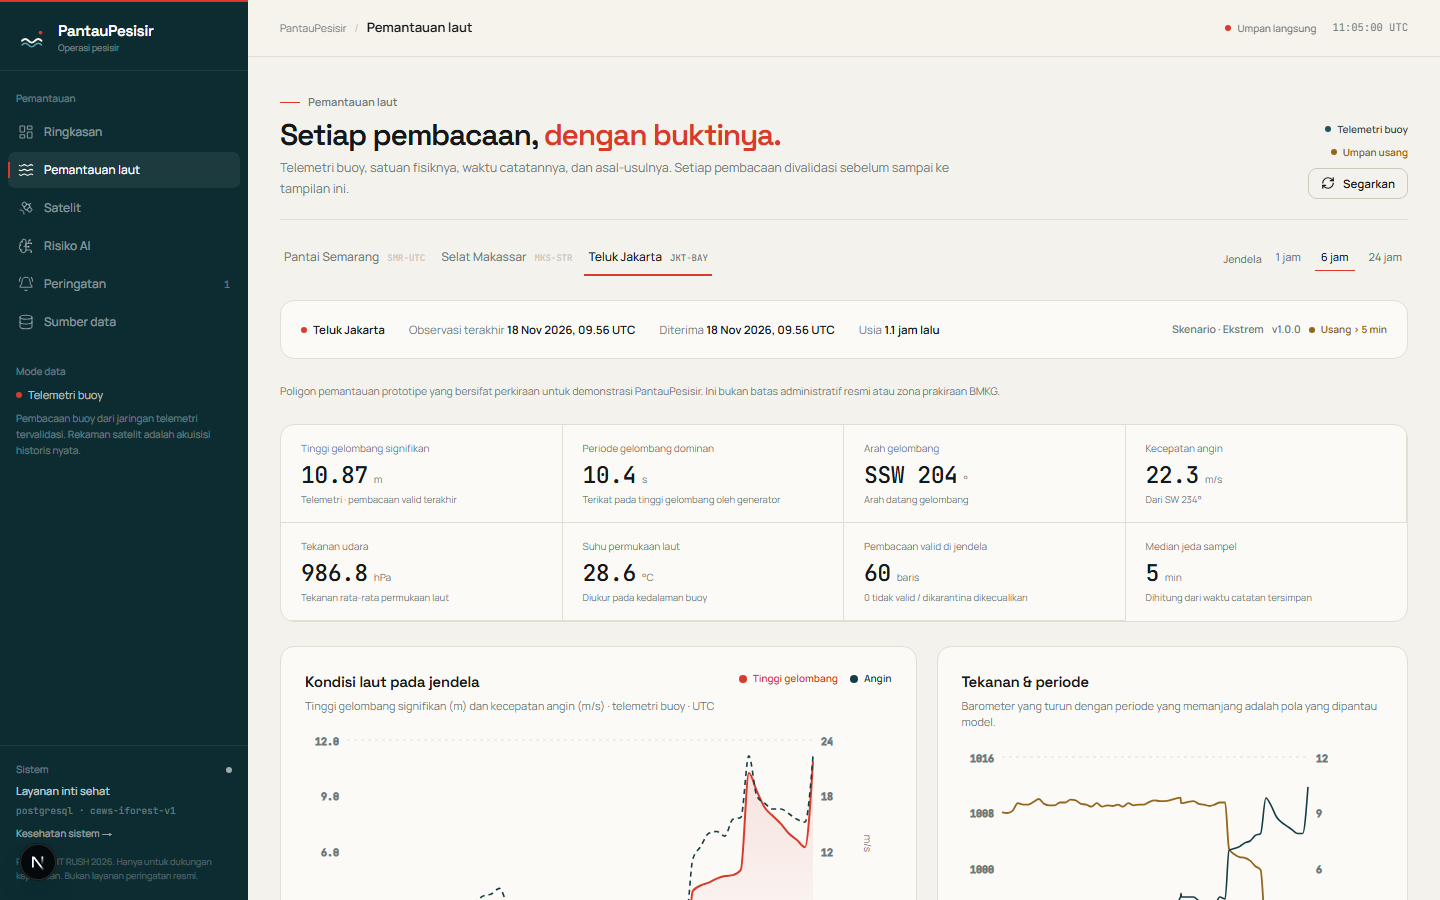 PantauPesisir
Operasi pesisir
Pemantauan
Ringkasan
Pemantauan laut
Satelit
Risiko AI
Peringatan 1
Sumber data
Mode data
Telemetri buoy
Pembacaan buoy dari jaringan telemetri
tervalidasi. Rekaman satelit adalah akuisisi
historis nyata.
Sistem
Layanan inti sehat
postgresql · cews-iforest-v1
Kesehatan sistem →
IT RUSH 2026. Hanya untuk dukungan
Bukan layanan peringatan resmi.
N
PantauPesisir / Pemantauan laut
Umpan langsung 11:05:00 UTC
Pemantauan laut
Setiap pembacaan, dengan buktinya.
Telemetri buoy, satuan fisiknya, waktu catatannya, dan asal-usulnya. Setiap pembacaan divalidasi sebelum sampai ke
tampilan ini.
Telemetri buoy
Umpan usang
Segarkan
Pantai Semarang SMR-UTC Selat Makassar MKS-STR Teluk Jakarta JKT-BAY
Jendela 1 jam 6 jam 24 jam
Teluk Jakarta Observasi terakhir 18 Nov 2026, 09.56 UTC Diterima 18 Nov 2026, 09.56 UTC Usia 1.1 jam lalu
Skenario · Ekstrem v1.0.0 Usang > 5 min
Poligon pemantauan prototipe yang bersifat perkiraan untuk demonstrasi PantauPesisir. Ini bukan batas administratif resmi atau zona prakiraan BMKG.
Tinggi gelombang signifikan
10.87 m
Telemetri · pembacaan valid terakhir
Periode gelombang dominan
10.4 s
Terikat pada tinggi gelombang oleh generator
Arah gelombang
SSW 204 °
Arah datang gelombang
Kecepatan angin
22.3 m/s
Dari SW 234°
Tekanan udara
986.8 hPa
Tekanan rata-rata permukaan laut
Suhu permukaan laut
28.6 °C
Diukur pada kedalaman buoy
Pembacaan valid di jendela
60 baris
0 tidak valid / dikarantina dikecualikan
Median jeda sampel
5 min
Dihitung dari waktu catatan tersimpan
Kondisi laut pada jendela
Tinggi gelombang Angin
Tinggi gelombang signifikan (m) dan kecepatan angin (m/s) · telemetri buoy · UTC
12.0 24
9.0 18
6.0 12
m/s
Tekanan & periode
Barometer yang turun dengan periode yang memanjang adalah pola yang dipantau
model.
1016 12
1008 9
1000 6